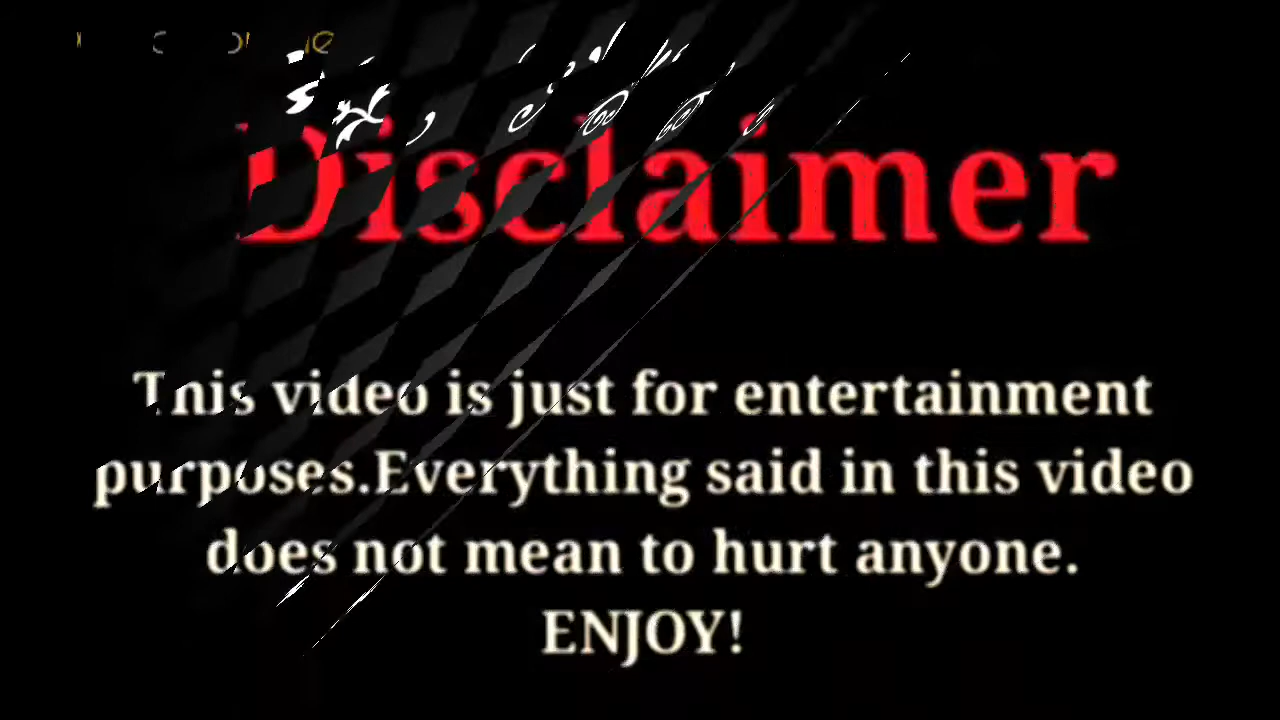 Disclaimer
This video is just for entertainment
purposes.Everything said in this video
does not mean to hurt anyone.
ENJOY!